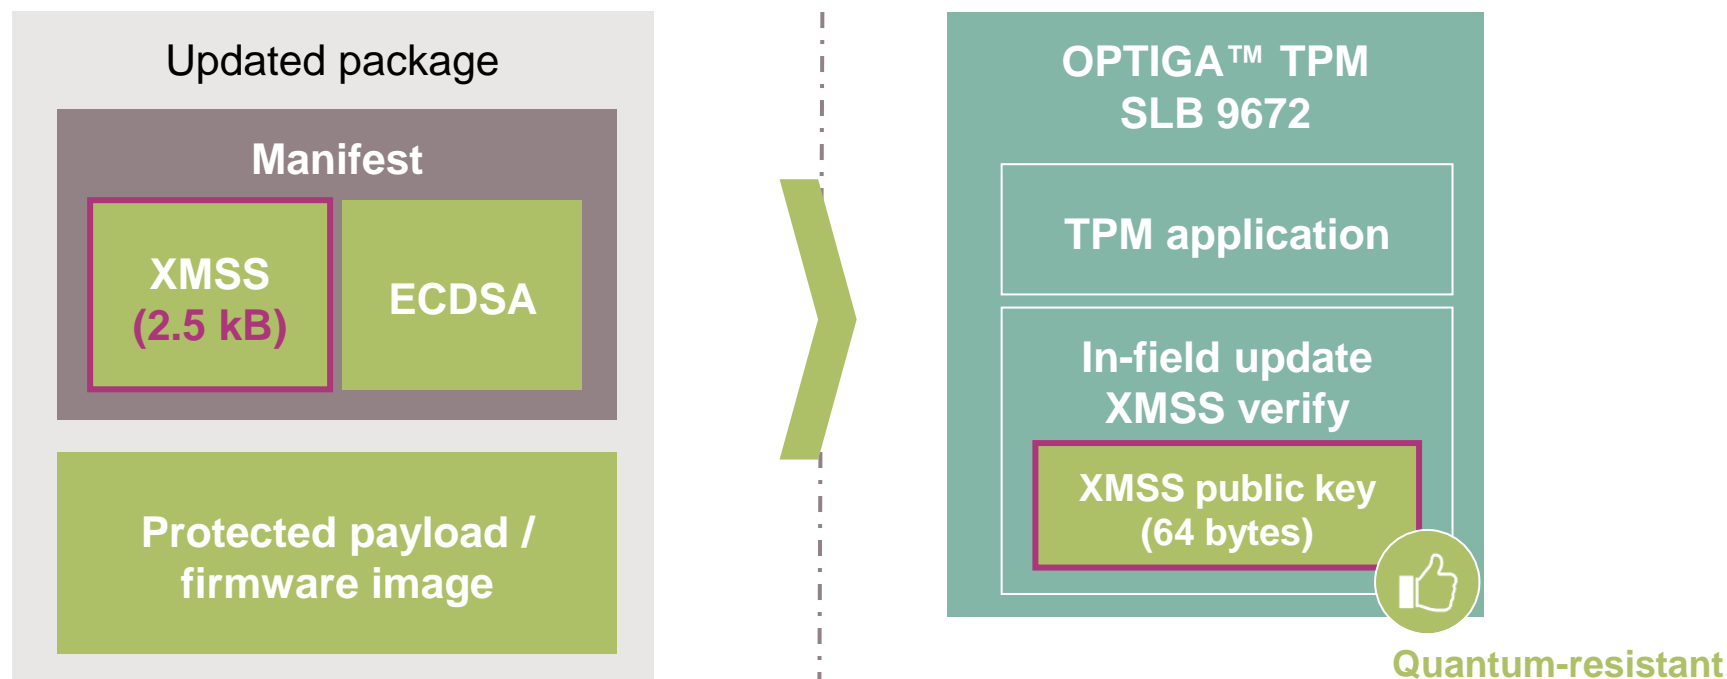 Updated package
Manifest
XMSS
(2.5 kB)
ECDSA
Protected payload /
firmware image
OPTIGA™ TPM
SLB 9672
TPM application
In-field update
XMSS verify
XMSS public key
(64 bytes)
Quantum-resistant